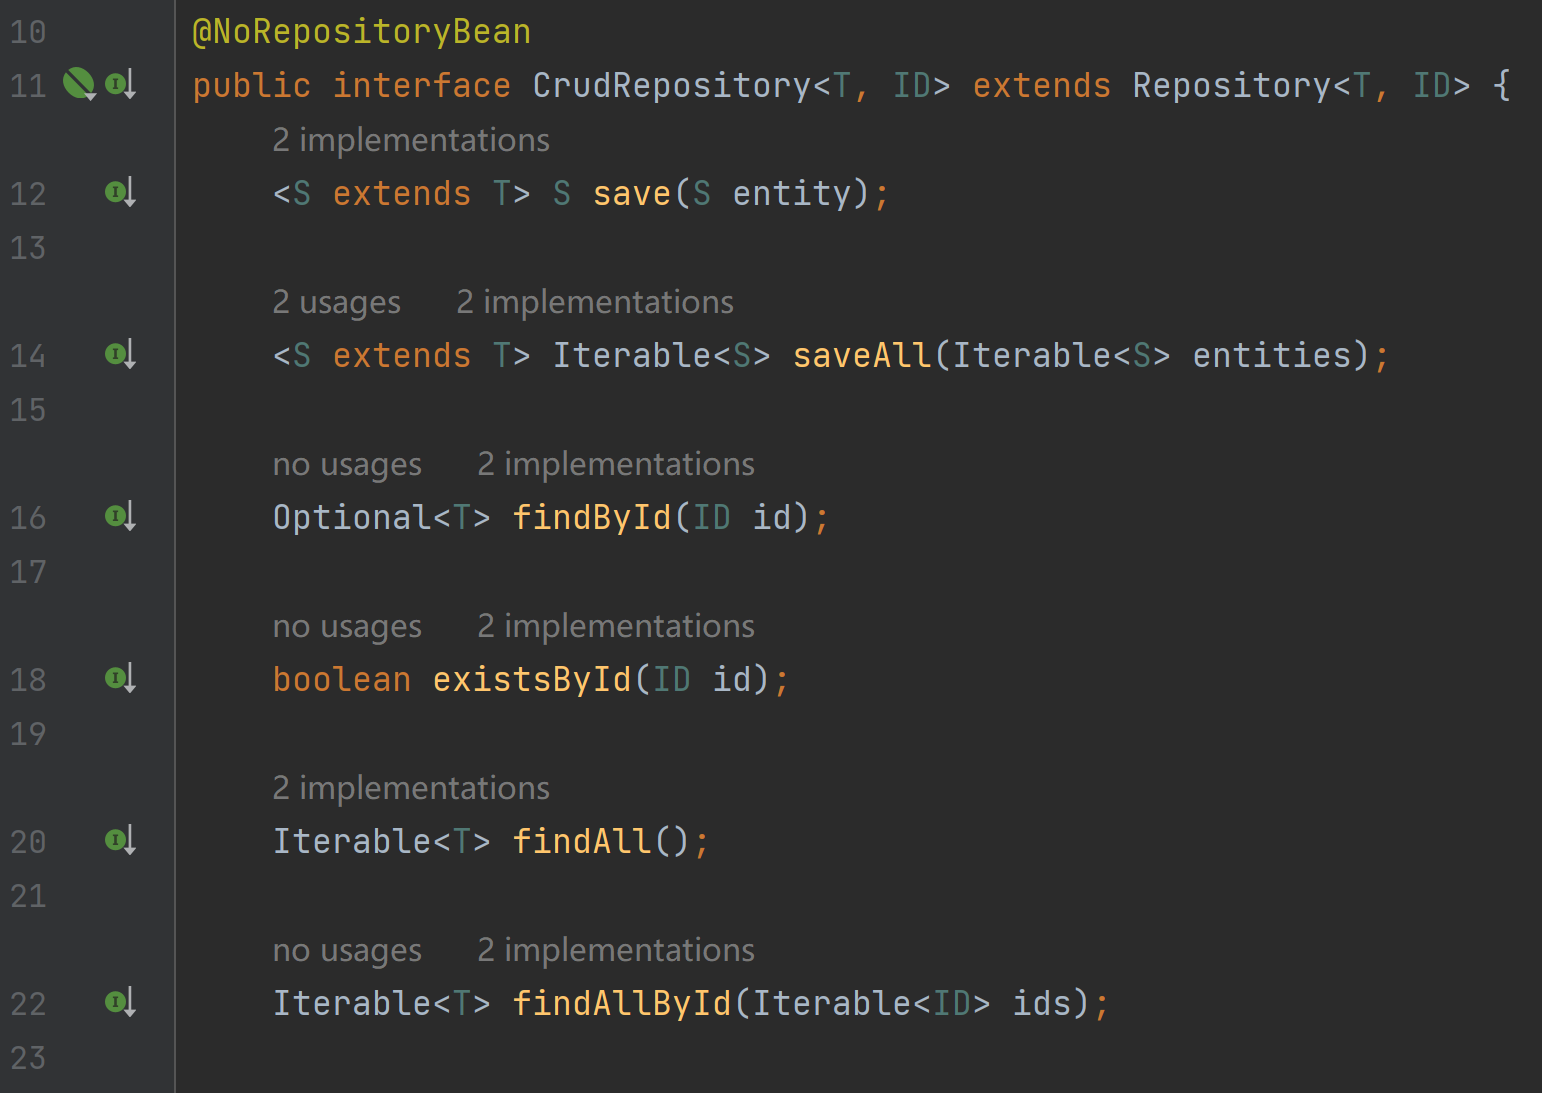 10 @NoRepositoryBean
11 public interface CrudRepository<T, ID> extends Repository<T, ID> {
2 implementations
12 <S extends T> S save(S entity);
13
2 usages 2 implementations
14 <S extends T> Iterable<S> saveAll(Iterable<S> entities);
15
no usages 2 implementations
16 Optional<T> findById(ID id);
17
no usages 2 implementations
18 boolean existsById(ID id);
19
2 implementations
20 Iterable<T> findAll();
21
no usages 2 implementations
22 Iterable<T> findAllById(Iterable<ID> ids);
23